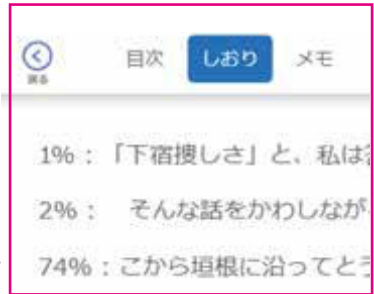 目次 しおり メモ
戻る
1%：「下宿捜しさ」と、私は
2%：　そんな話をかわしなが
74%：こから垣根に沿ってと